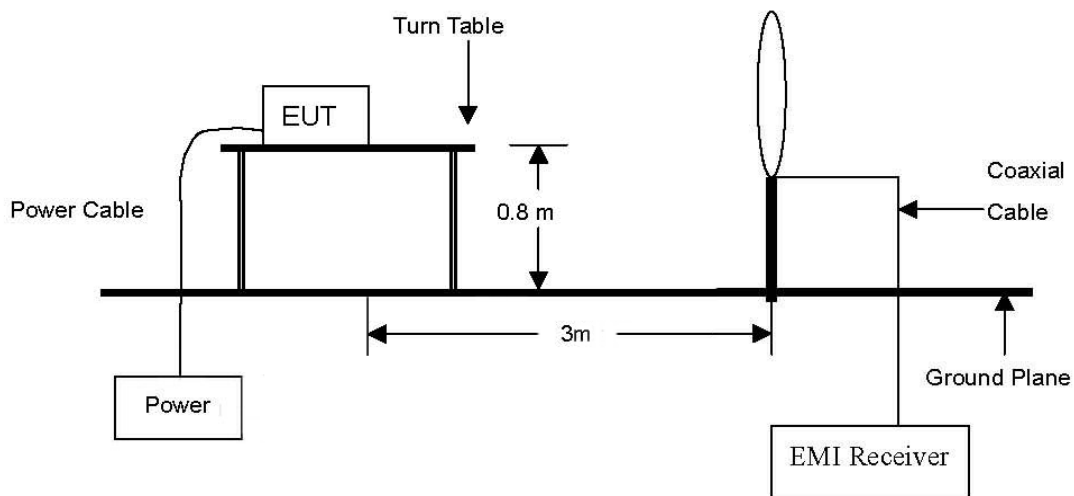 Turn Table
EUT
Power Cable
0.8 m
Coaxial
Cable
3m
Ground Plane
Power
EMI Receiver